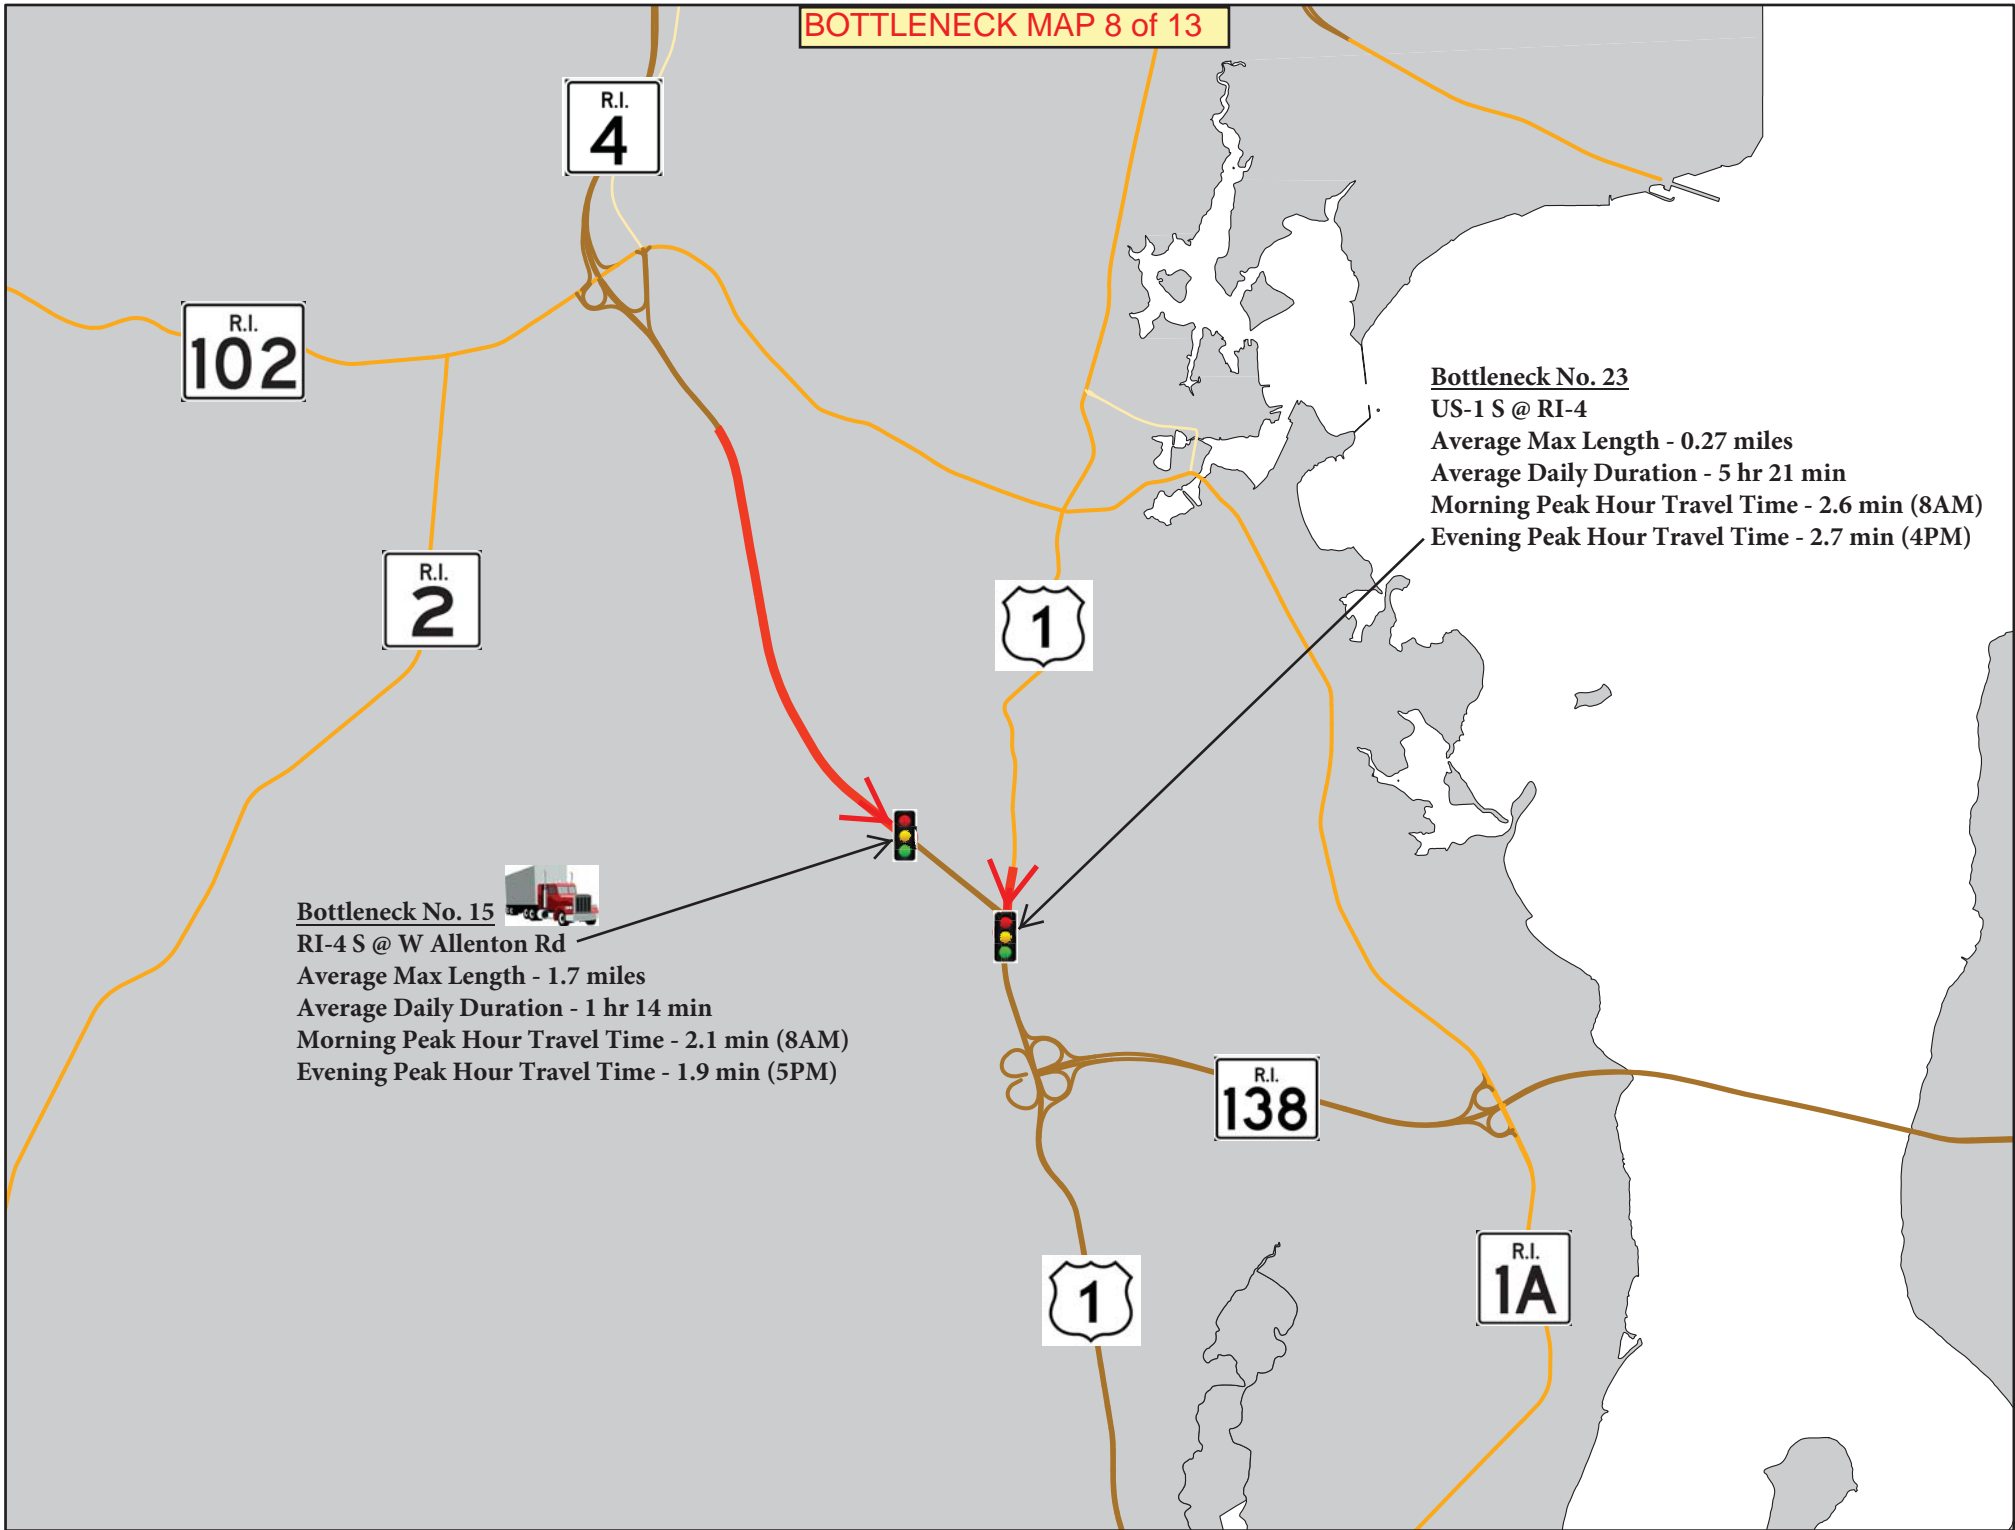 BOTTLENECK MAP 8 of 13
R.I.
4
R.I.
102
Bottleneck No. 23
US-1 S @ RI-4
Average Max Length - 0.27 miles
Average Daily Duration - 5 hr 21 min
Morning Peak Hour Travel Time - 2.6 min (8AM)
Evening Peak Hour Travel Time - 2.7 min (4PM)
R.I.
2
1
Bottleneck No. 15
RI-4 S @ W Allenton Rd
Average Max Length - 1.7 miles
Average Daily Duration - 1 hr 14 min
Morning Peak Hour Travel Time - 2.1 min (8AM)
Evening Peak Hour Travel Time - 1.9 min (5PM)
R.I.
138
R.I.
1A
1